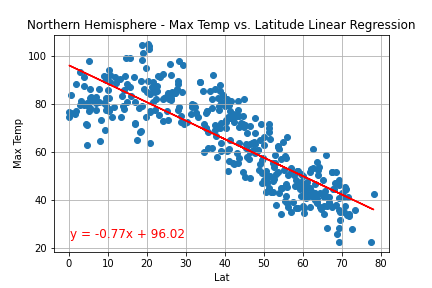 Northern Hemisphere - Max Temp vs. Latitude Linear Regression
100
80
60
40
20
Max Temp
y = -0.77x + 96.02
0 10 20 30 40 50 60 70 80
Lat